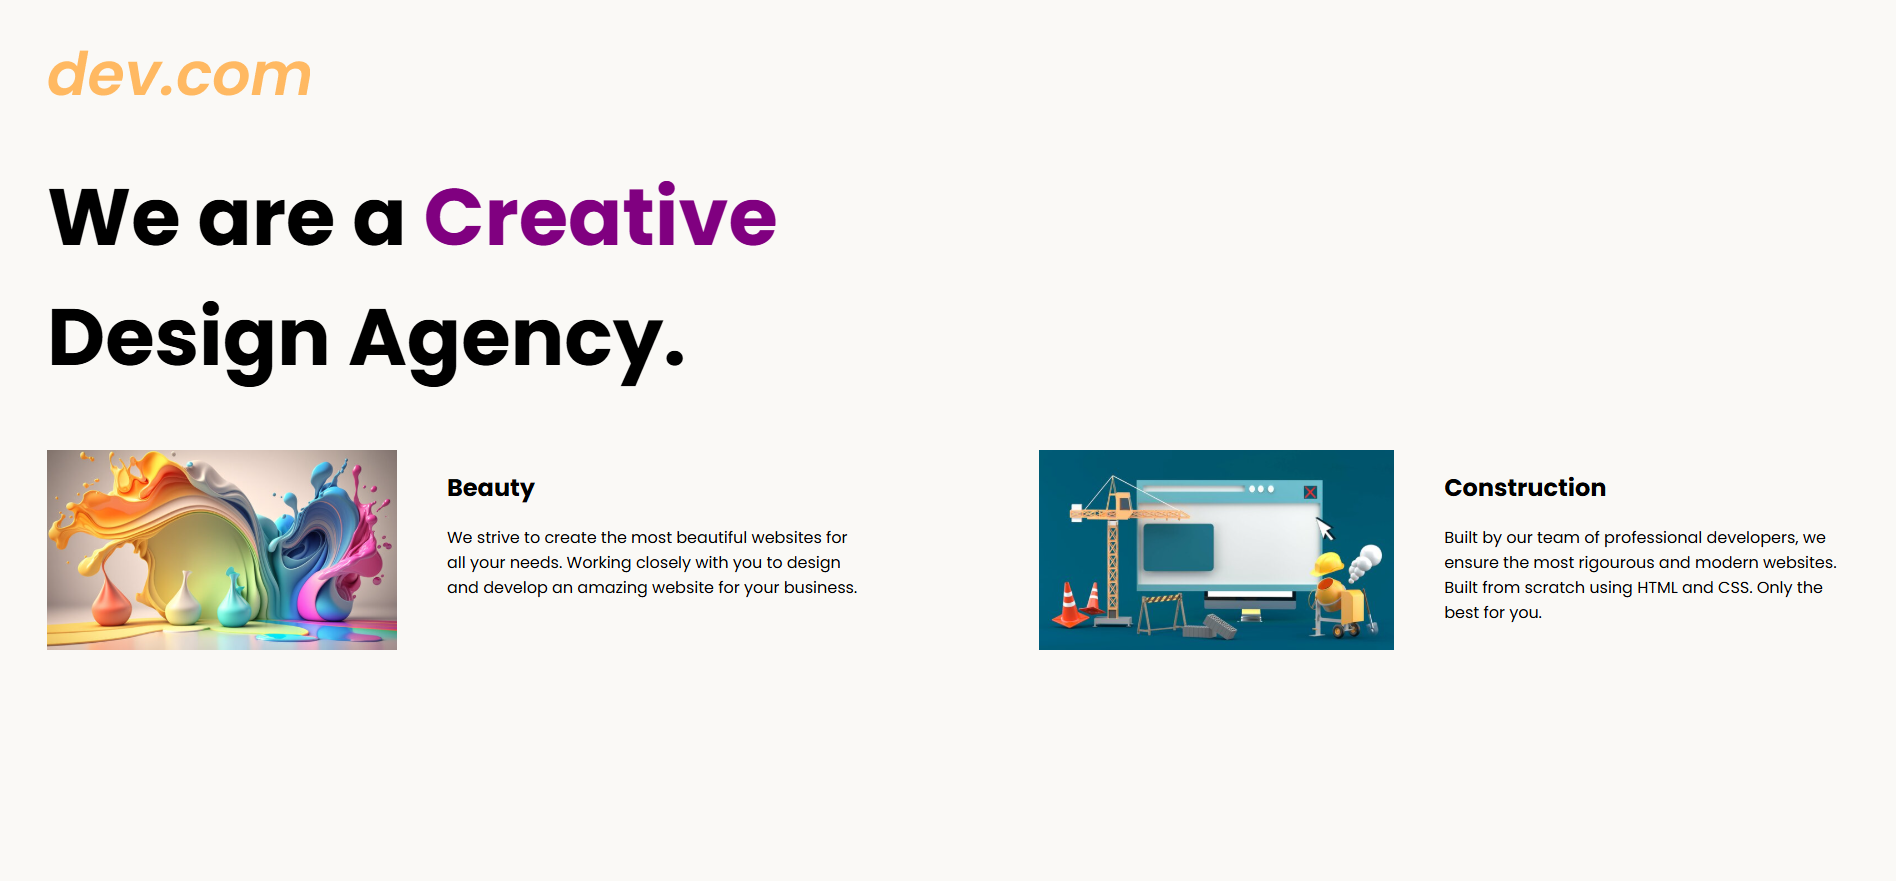 dev.com
We are a Creative
Design Agency.
Beauty
We strive to create the most beautiful websites for
all your needs. Working closely with you to design
and develop an amazing website for your business.
Construction
Built by our team of professional developers, we
ensure the most rigourous and modern websites.
Built from scratch using HTML and CSS. Only the
best for you.